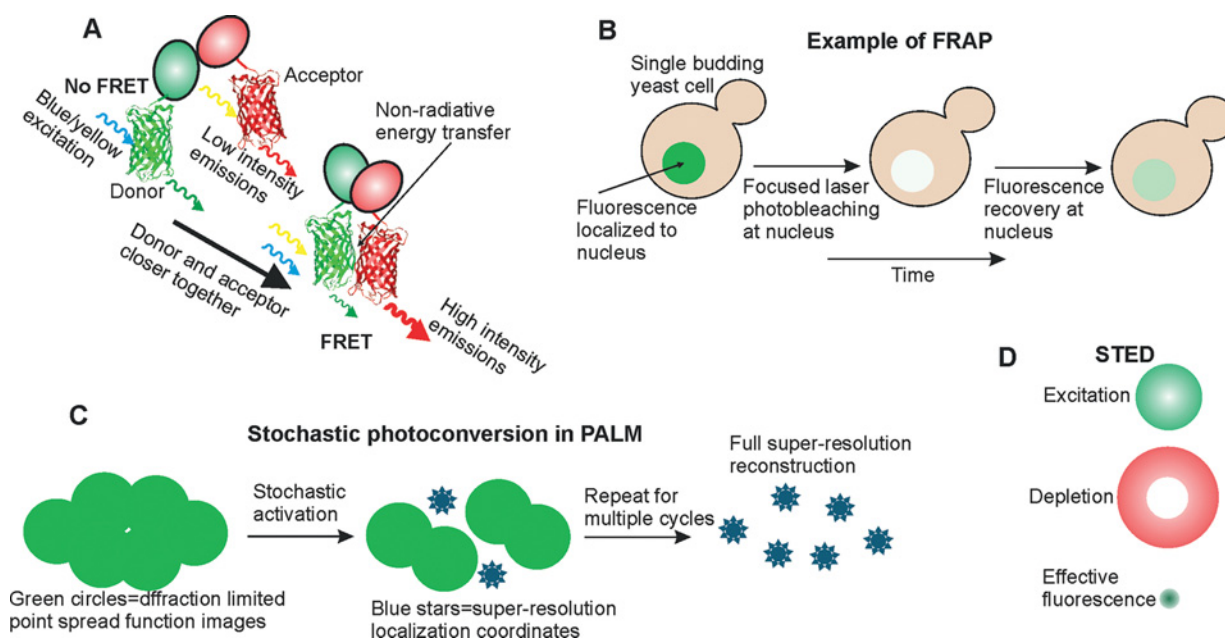 A
No FRET
Blue/yellow
excitation
Donor
Acceptor
Low intensity
emissions
Non-radiative
energy transfer
Donor and acceptor
closer together
FRET
High intensity
emissions
B
Example of FRAP
Single budding
yeast cell
Fluorescence
localized to
nucleus
Focused laser
photobleaching
at nucleus
Fluorescence
recovery at
nucleus
Time
C
Stochastic photoconversion in PALM
Stochastic
activation
Repeat for
multiple cycles
Full super-resolution
reconstruction
Green circles=dffraction limited
point spread function images
Blue stars=super-resolution
localization coordinates
D
STED
Excitation
Depletion
Effective
fluorescence